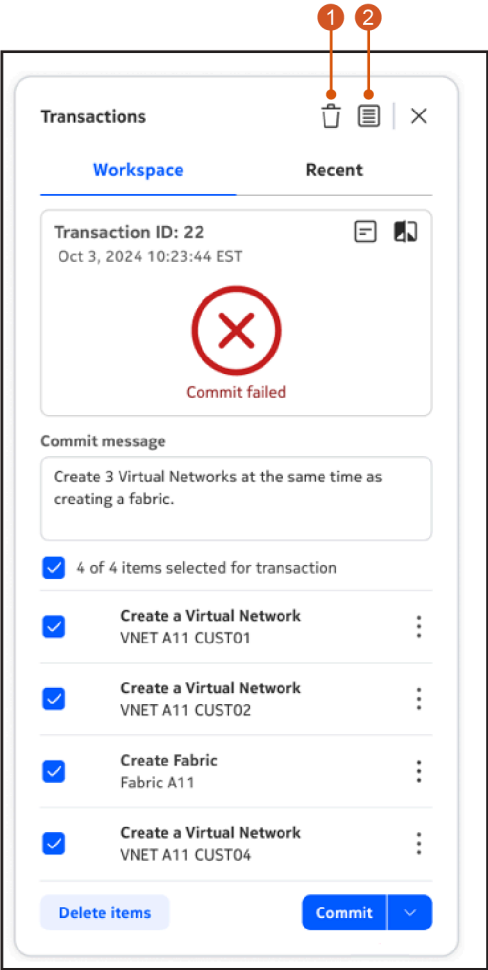 1 2
Transactions
Workspace Recent
Transaction ID: 22
Oct 3, 2024 10:23:44 EST
Commit failed
Commit message
Create 3 Virtual Networks at the same time as
creating a fabric.
4 of 4 items selected for transaction
Create a Virtual Network
VNET A11 CUST01
Create a Virtual Network
VNET A11 CUST02
Create Fabric
Fabric A11
Create a Virtual Network
VNET A11 CUST04
Delete items Commit